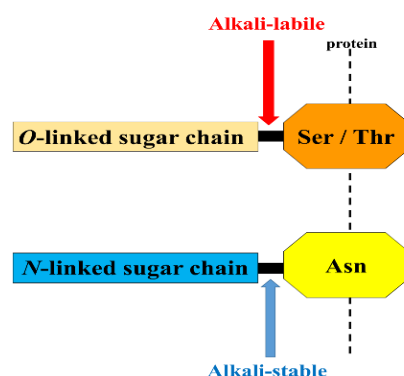 Alkali-labile
protein
O-linked sugar chain
Ser / Thr
N-linked sugar chain
Asn
Alkali-stable